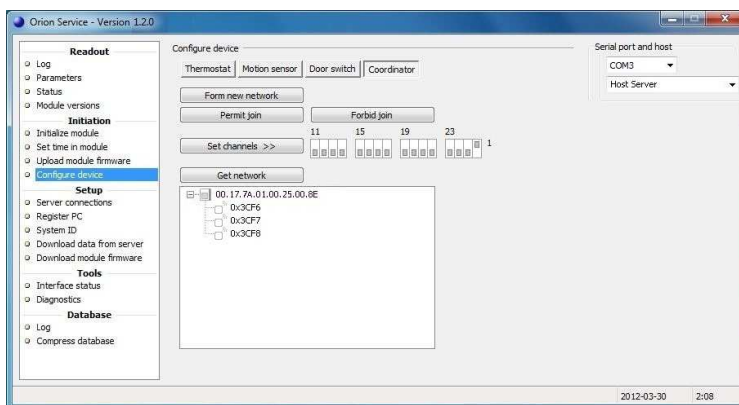 Orion Service - Version 1.2.0
Readout
Log
Parameters
Status
Module versions
Initiation
Initialize module
Set time in module
Upload module firmware
Configure device
Setup
Server connections
Register PC
System ID
Download data from server
Download module firmware
Tools
Interface status
Diagnostics
Database
Log
Compress database
Configure device
Thermostat Motion sensor Door switch Coordinator
Form new network
Permit join Forbid join
11 15 19 23
Set channels >> 1
Get network
00.17.7A.01.00.25.00.8E
0x3CF6
0x3CF7
0x3CF8
Serial port and host
COM3
Host Server
2012-03-30 2:08